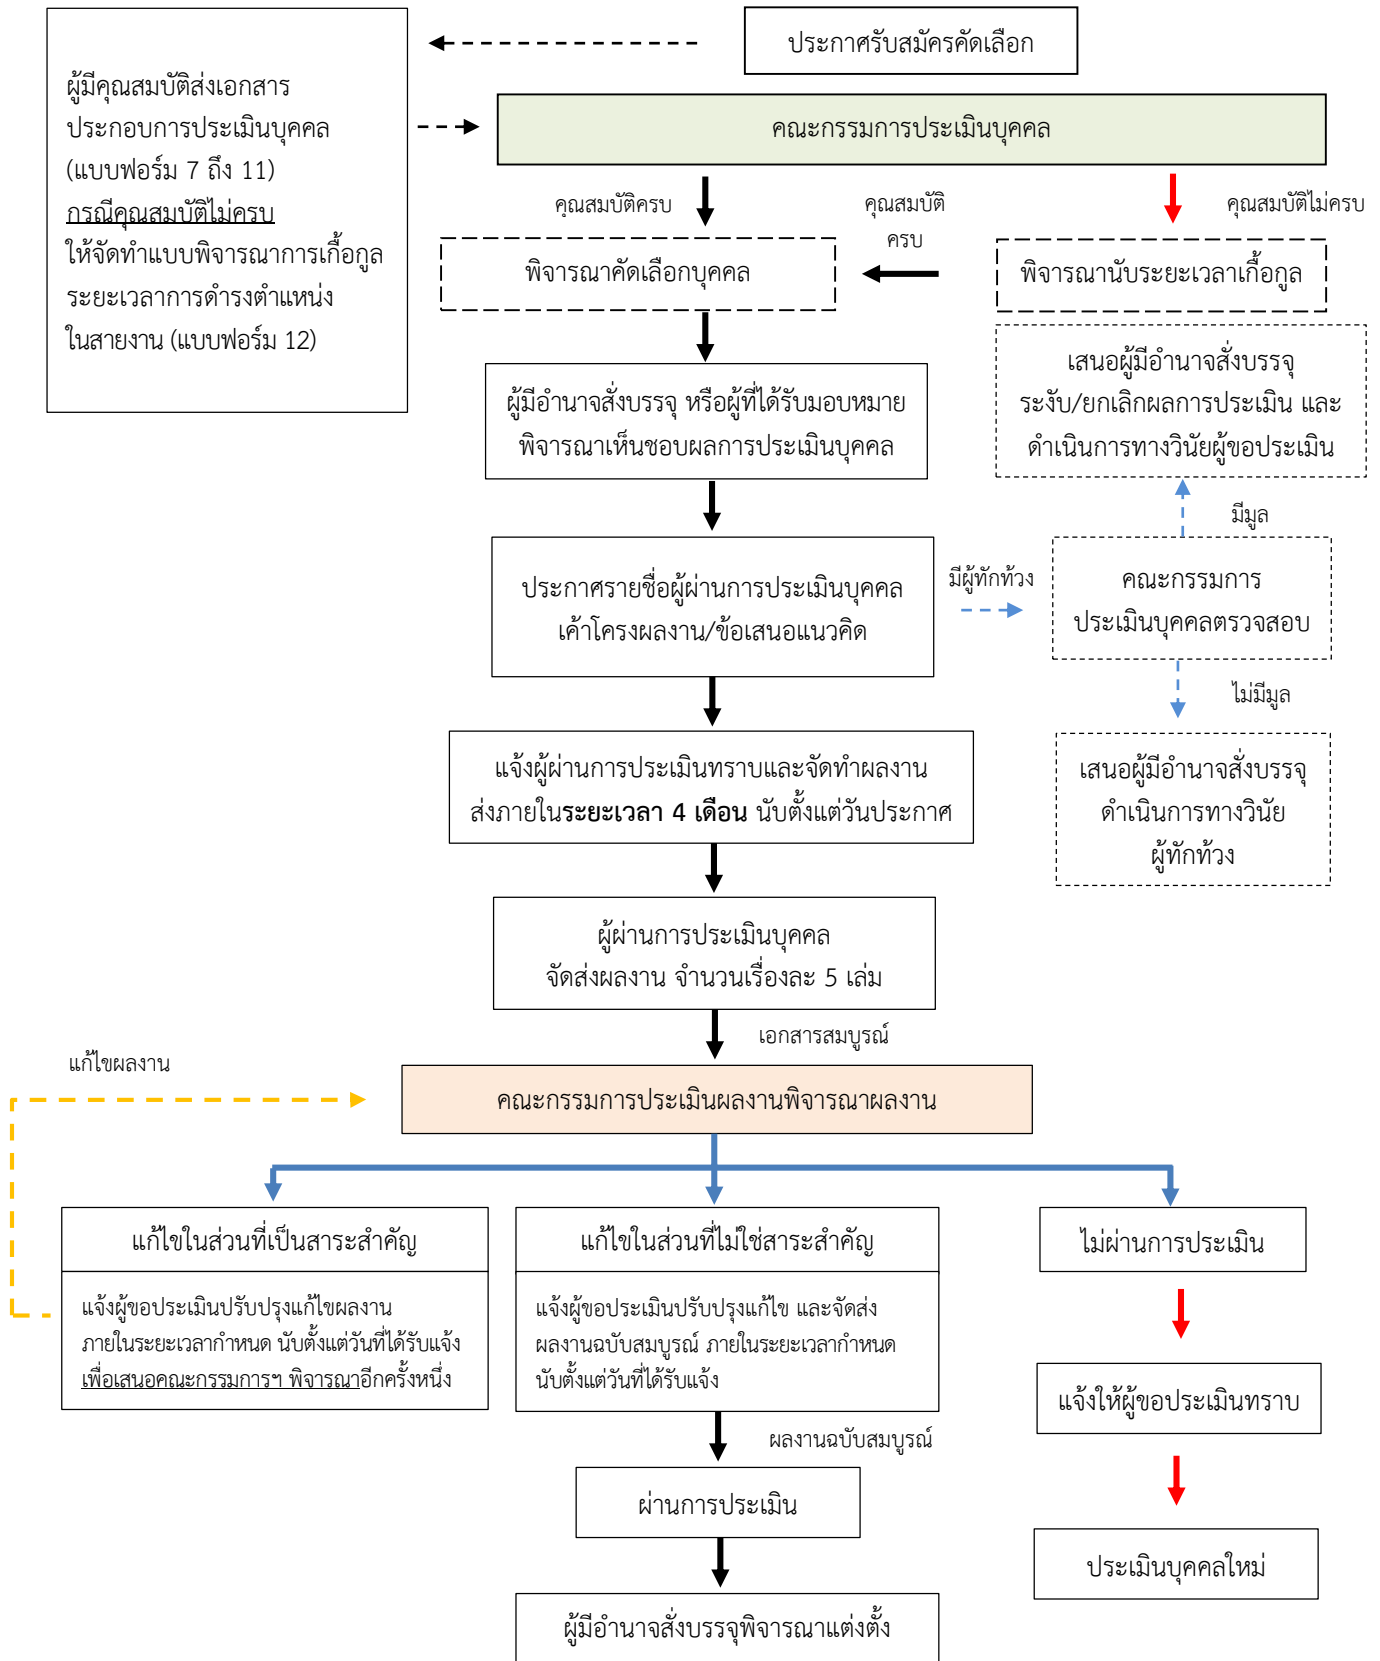 ประกาศรับสมัครคัดเลือก
ผู้มีคุณสมบัติส่งเอกสาร
ประกอบการประเมินบุคคล
(แบบฟอร์ม 7 ถึง 11)
กรณีคุณสมบัติไม่ครบ
ให้จัดทำแบบพิจารณาการเกื้อกูล
ระยะเวลาการดำรงตำแหน่ง
ในสายงาน (แบบฟอร์ม 12)
คณะกรรมการประเมินบุคคล
คุณสมบัติครบ
คุณสมบัติ
ครบ
คุณสมบัติไม่ครบ
พิจารณาคัดเลือกบุคคล
พิจารณานับระยะเวลาเกื้อกูล
ผู้มีอำนาจสั่งบรรจุ หรือผู้ที่ได้รับมอบหมาย
พิจารณาเห็นชอบผลการประเมินบุคคล
เสนอผู้มีอำนาจสั่งบรรจุ
ระงับ/ยกเลิกผลการประเมิน และ
ดำเนินการทางวินัยผู้ขอประเมิน
มีมูล
ประกาศรายชื่อผู้ผ่านการประเมินบุคคล
เค้าโครงผลงาน/ข้อเสนอแนวคิด
มีผู้ทักท้วง
คณะกรรมการ
ประเมินบุคคลตรวจสอบ
ไม่มีมูล
แจ้งผู้ผ่านการประเมินทราบและจัดทำผลงาน
ส่งภายในระยะเวลา 4 เดือน นับตั้งแต่วันประกาศ
เสนอผู้มีอำนาจสั่งบรรจุ
ดำเนินการทางวินัย
ผู้ทักท้วง
ผู้ผ่านการประเมินบุคคล
จัดส่งผลงาน จำนวนเรื่องละ 5 เล่ม
เอกสารสมบูรณ์
แก้ไขผลงาน
คณะกรรมการประเมินผลงานพิจารณาผลงาน
แก้ไขในส่วนที่เป็นสาระสำคัญ
แจ้งผู้ขอประเมินปรับปรุงแก้ไขผลงาน
ภายในระยะเวลากำหนด นับตั้งแต่วันที่ได้รับแจ้ง
เพื่อเสนอคณะกรรมการฯ พิจารณาอีกครั้งหนึ่ง
แก้ไขในส่วนที่ไม่ใช่สาระสำคัญ
แจ้งผู้ขอประเมินปรับปรุงแก้ไข และจัดส่ง
ผลงานฉบับสมบูรณ์ ภายในระยะเวลากำหนด
นับตั้งแต่วันที่ได้รับแจ้ง
ผลงานฉบับสมบูรณ์
ผ่านการประเมิน
ผู้มีอำนาจสั่งบรรจุพิจารณาแต่งตั้ง
ไม่ผ่านการประเมิน
แจ้งให้ผู้ขอประเมินทราบ
ประเมินบุคคลใหม่